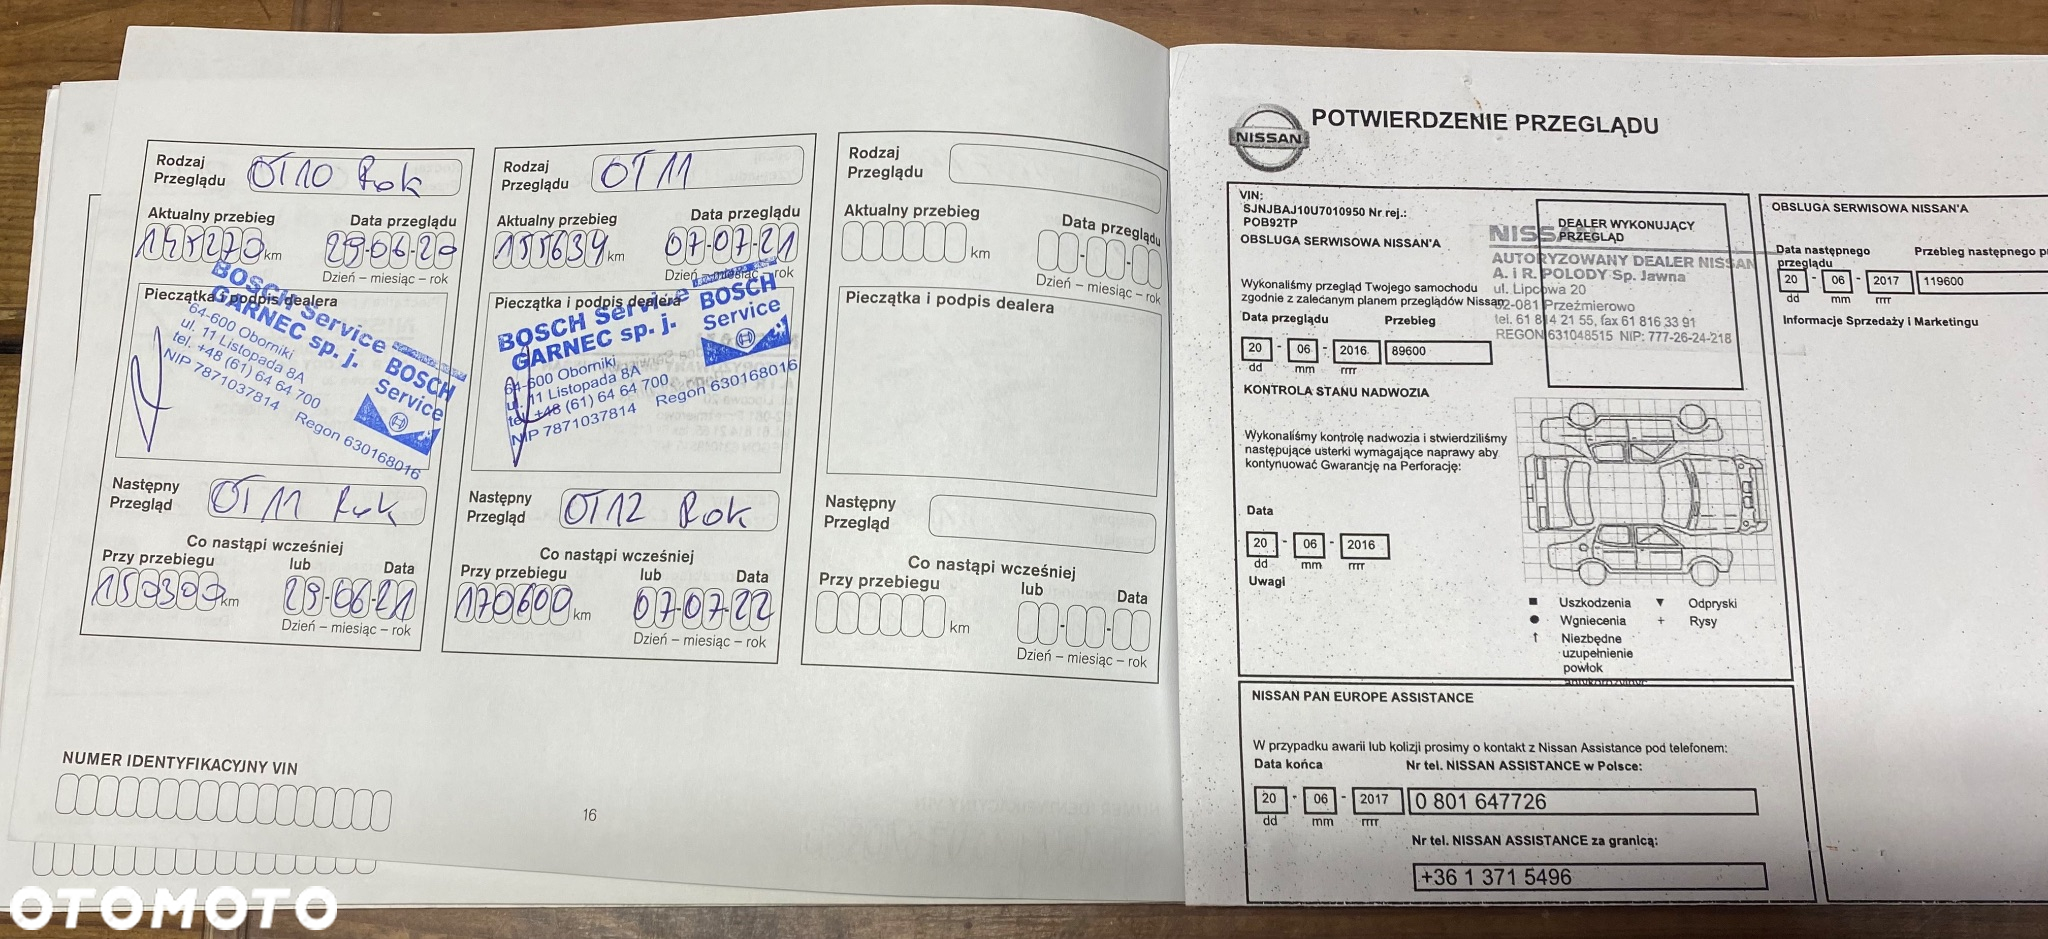 Rodzaj
Przeglądu
OT10 Rok
Aktualny przebieg
Data przeglądu
145270 km
29-06-20
Dzień – miesiąc – rok
Pieczątka i podpis dealera
BOSCH Service
GARNEC sp. j.
64-600 Oborniki
ul. 11 Listopada 8A
tel. +48 (61) 64 64 700
NIP 7871037814 Regon 630168016
BOSCH
Service
Następny
Przegląd
OT11 Rok
Co nastąpi wcześniej
Przy przebiegu
lub
Data
150300 km
29-06-21
Dzień – miesiąc – rok
Rodzaj
Przeglądu
OT11
Aktualny przebieg
Data przeglądu
155639 km
07-07-21
Dzień – miesiąc – rok
Pieczątka i podpis dealera
BOSCH Service
GARNEC sp. j.
64-600 Oborniki
ul. 11 Listopada 8A
tel. +48 (61) 64 64 700
NIP 7871037814 Regon 630168016
BOSCH
Service
Następny
Przegląd
OT12 Rok
Co nastąpi wcześniej
Przy przebiegu
lub
Data
170600 km
07-07-22
Dzień – miesiąc – rok
Rodzaj
Przeglądu
Aktualny przebieg
Data przeglądu
km
Dzień – miesiąc – rok
Pieczątka i podpis dealera
Następny
Przegląd
Co nastąpi wcześniej
Przy przebiegu
lub
Data
km
Dzień – miesiąc – rok
NUMER IDENTYFIKACYJNY VIN
16
NISSAN
POTWIERDZENIE PRZEGLĄDU
VIN:
SJNJBAJ10U7010950 Nr rej.:
POB92TP
OBSŁUGA SERWISOWA NISSAN'A
Wykonaliśmy przegląd Twojego samochodu
zgodnie z zalecanym planem przeglądów Nissan.
Data przeglądu
Przebieg
20 - 06 - 2016
89600
dd mm rrrr
DEALER WYKONUJĄCY
PRZEGLĄD
NISSAN
AUTORYZOWANY DEALER NISSAN
A. i R. POLODY Sp. Jawna
ul. Lipcowa 20
62-081 Przeźmierowo
tel. 61 814 21 55, fax 61 816 33 91
REGON 631048515 NIP: 777-26-24-218
KONTROLA STANU NADWOZIA
Wykonaliśmy kontrolę nadwozia i stwierdziliśmy
następujące usterki wymagające naprawy aby
kontynuować Gwarancję na Perforację:
Data
20 - 06 - 2016
dd mm rrrr
Uwagi
■ Uszkodzenia ▼ Odpryski
● Wgniecenia + Rysy
↑ Niezbędne
uzupełnienie
powłok
NISSAN PAN EUROPE ASSISTANCE
W przypadku awarii lub kolizji prosimy o kontakt z Nissan Assistance pod telefonem:
Data końca
Nr tel. NISSAN ASSISTANCE w Polsce:
20 - 06 - 2017
0 801 647726
dd mm rrrr
Nr tel. NISSAN ASSISTANCE za granicą:
+36 1 371 5496
OBSŁUGA SERWISOWA NISSAN'A
Data następnego
przeglądu
Przebieg następnego
20 - 06 - 2017
119600
dd mm rrrr
Informacje Sprzedaży i Marketingu
OTOMOTO